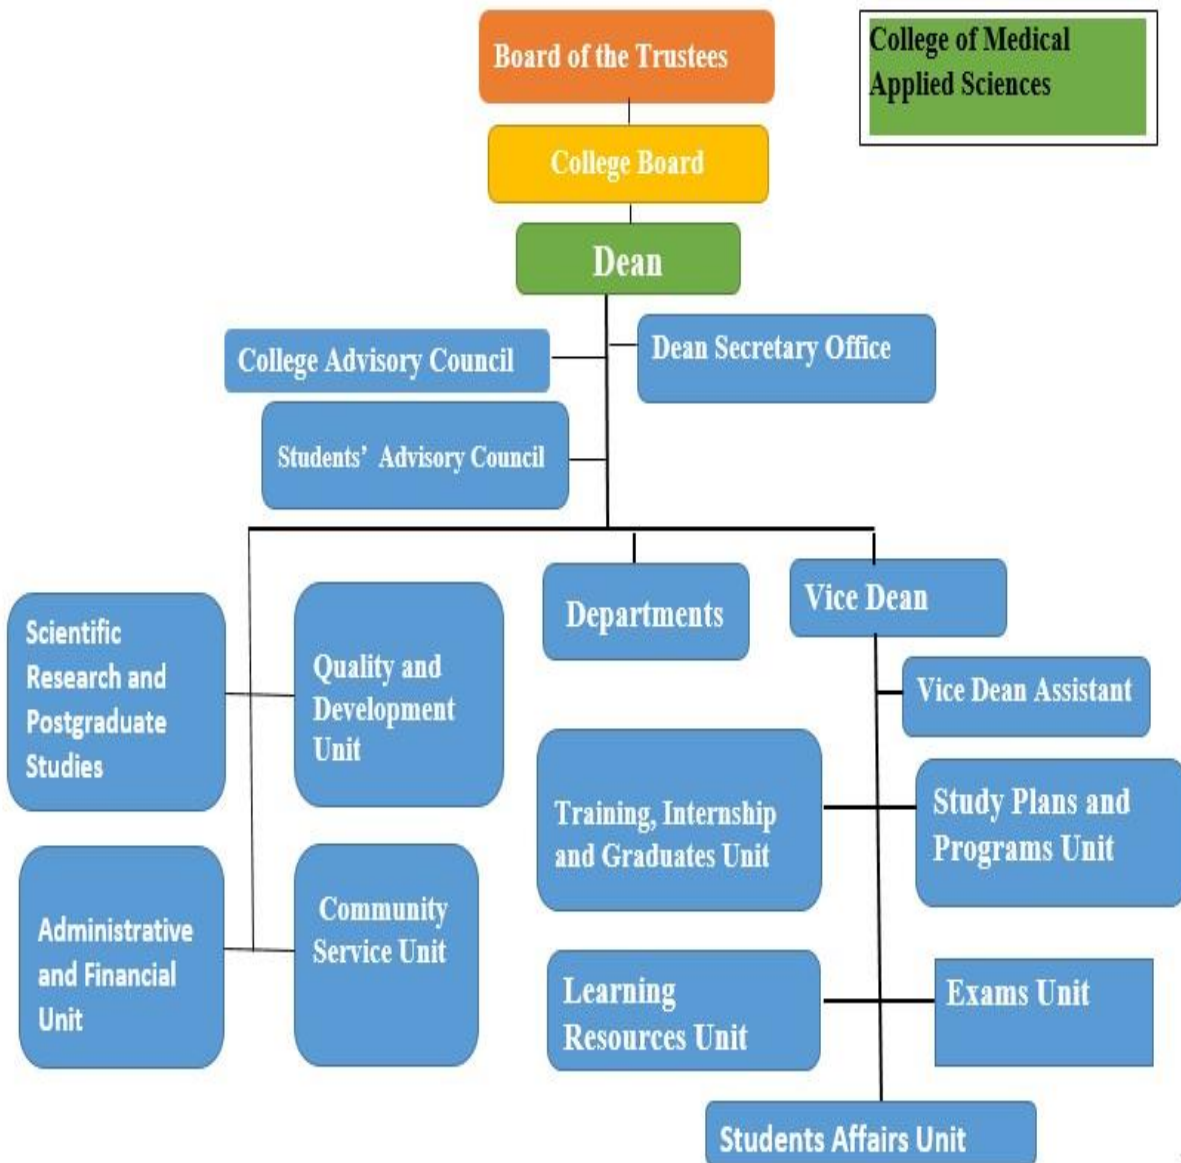 Board of the Trustees
College of Medical
Applied Sciences
College Board
Dean
College Advisory Council
Dean Secretary Office
Students’ Advisory Council
Departments
Vice Dean
Scientific
Research and
Postgraduate
Studies
Quality and
Development
Unit
Vice Dean Assistant
Training, Internship
and Graduates Unit
Study Plans and
Programs Unit
Administrative
and Financial
Unit
Community
Service Unit
Learning
Resources Unit
Exams Unit
Students Affairs Unit